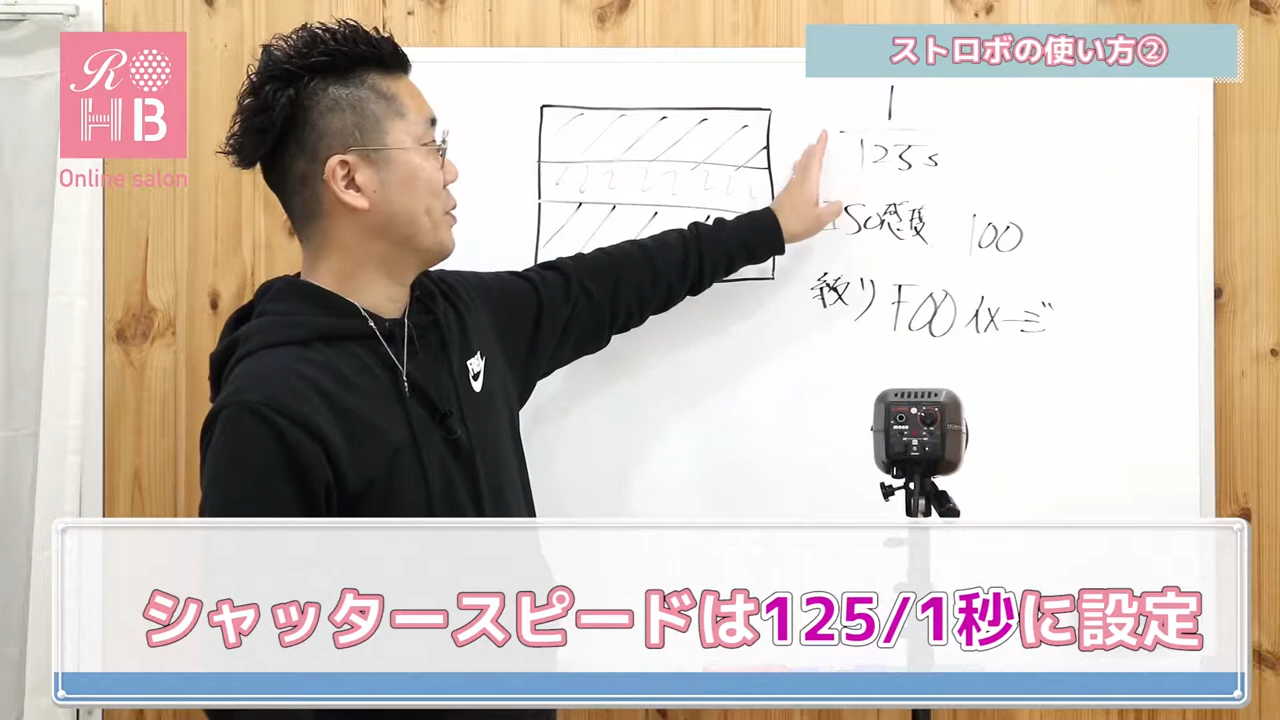 RHB
Online salon
ストロボの使い方②
1
125s
ISO感度 100
絞り F00 イメージ
シャッタースピードは125/1秒に設定